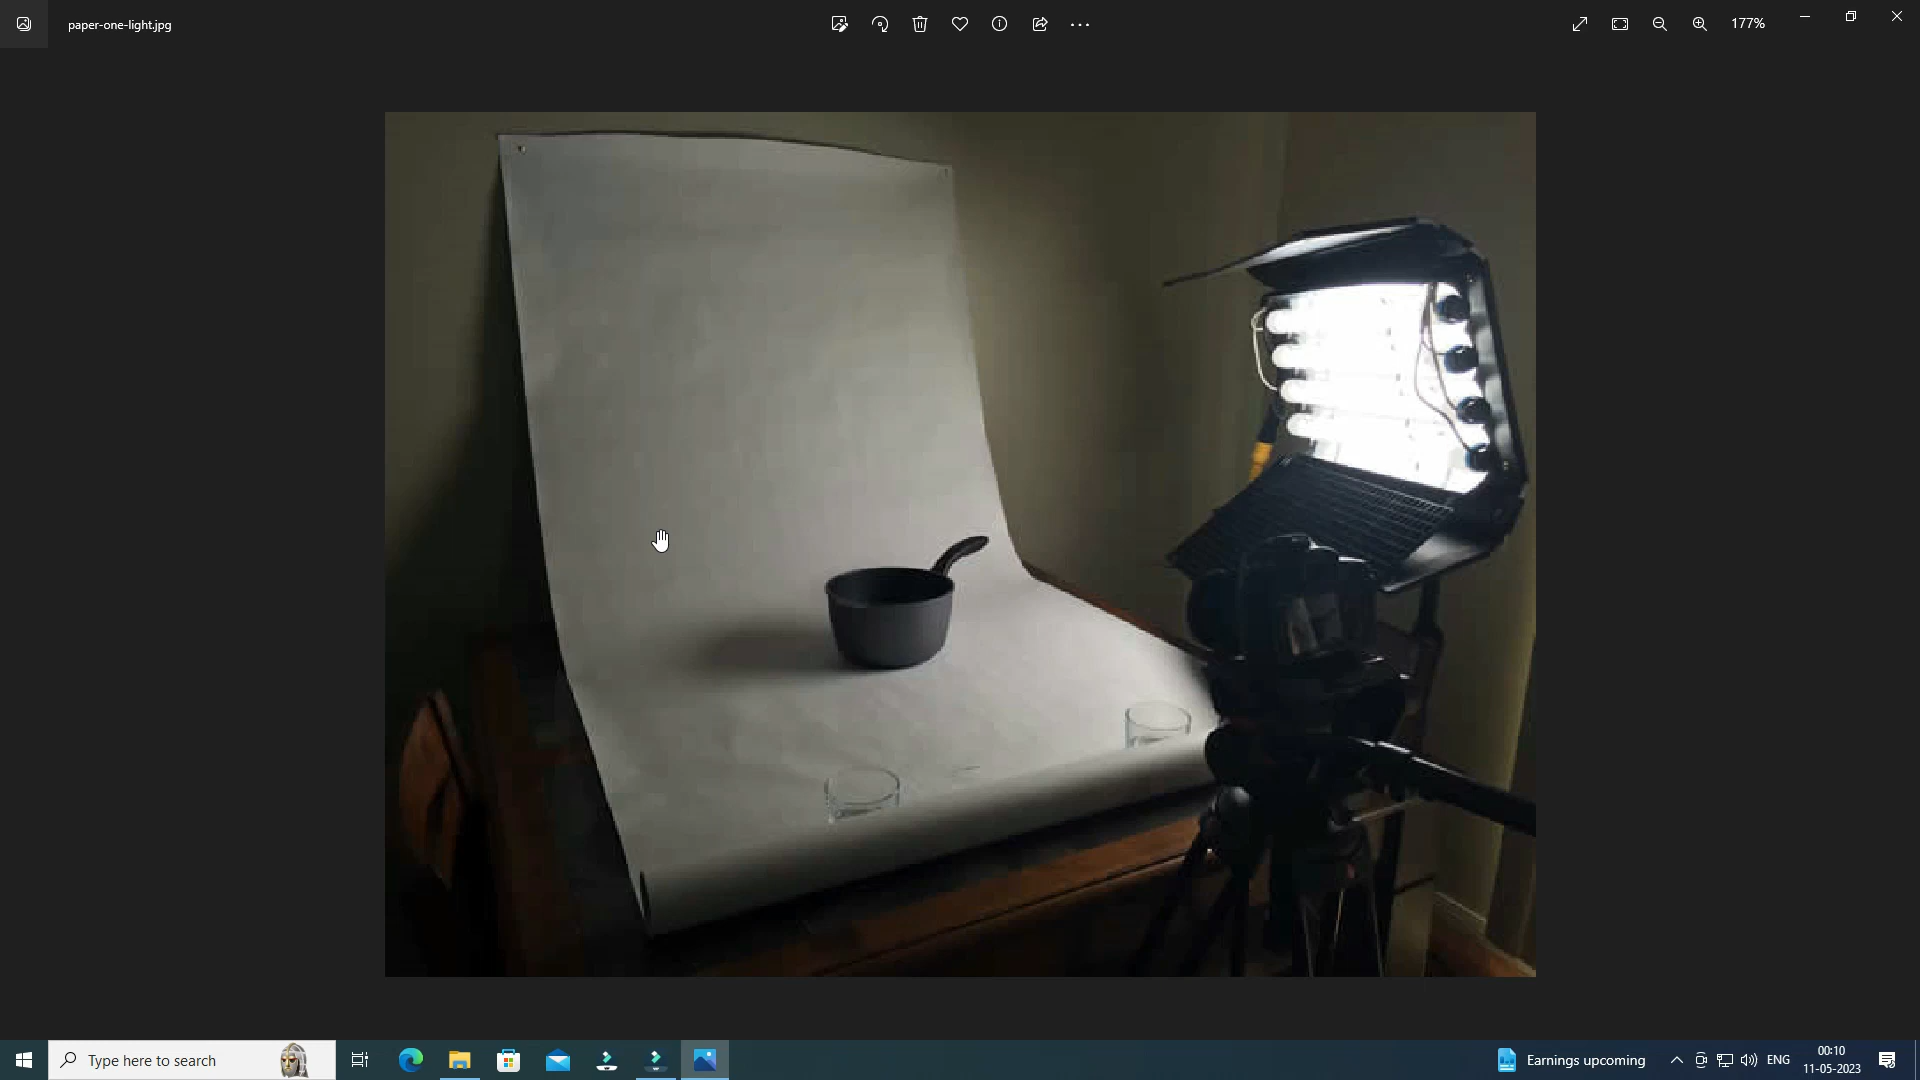 paper-one-light.jpg
177%
Type here to search
Earnings upcoming
ENG
00:10
11-05-2023